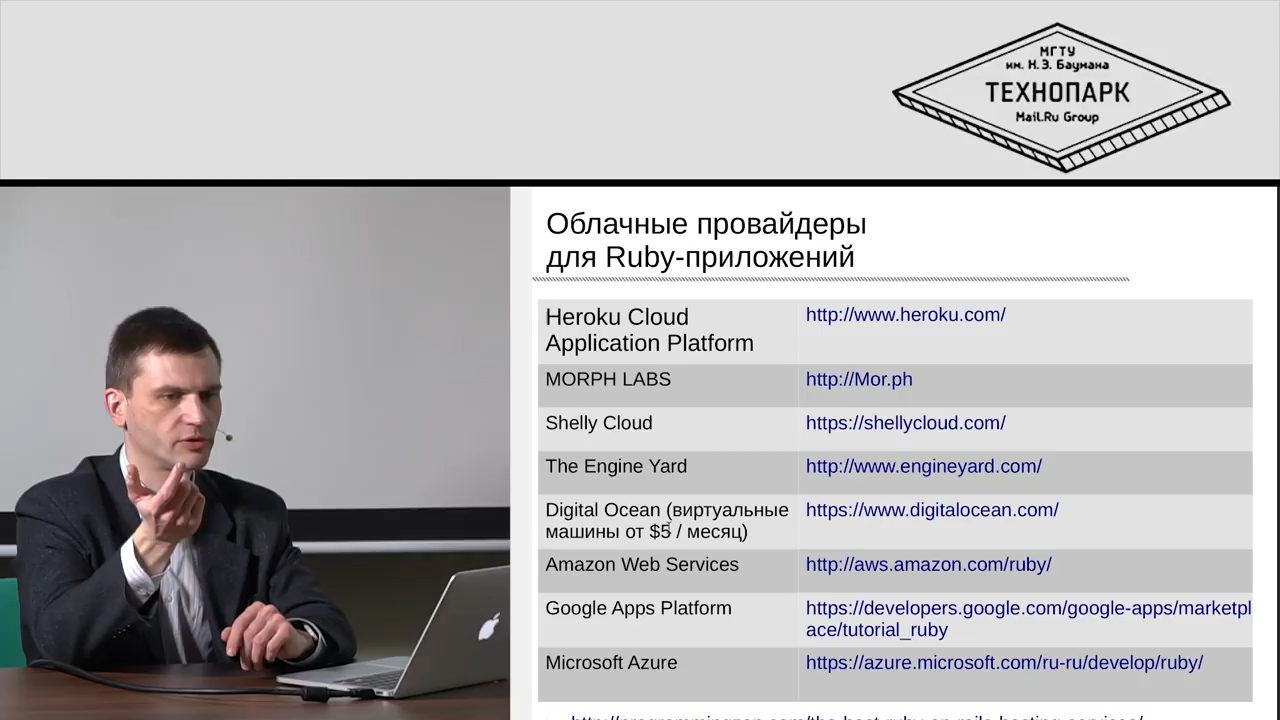 МГТУ
им. Н.Э. Баумана
ТЕХНОПАРК
Mail.Ru Group
Облачные провайдеры
для Ruby-приложений
Heroku Cloud
Application Platform
http://www.heroku.com/
MORPH LABS
http://Mor.ph
Shelly Cloud
https://shellycloud.com/
The Engine Yard
http://www.engineyard.com/
Digital Ocean (виртуальные
машины от $5 / месяц)
https://www.digitalocean.com/
Amazon Web Services
http://aws.amazon.com/ruby/
Google Apps Platform
https://developers.google.com/google-apps/marketpl
ace/tutorial_ruby
Microsoft Azure
https://azure.microsoft.com/ru-ru/develop/ruby/